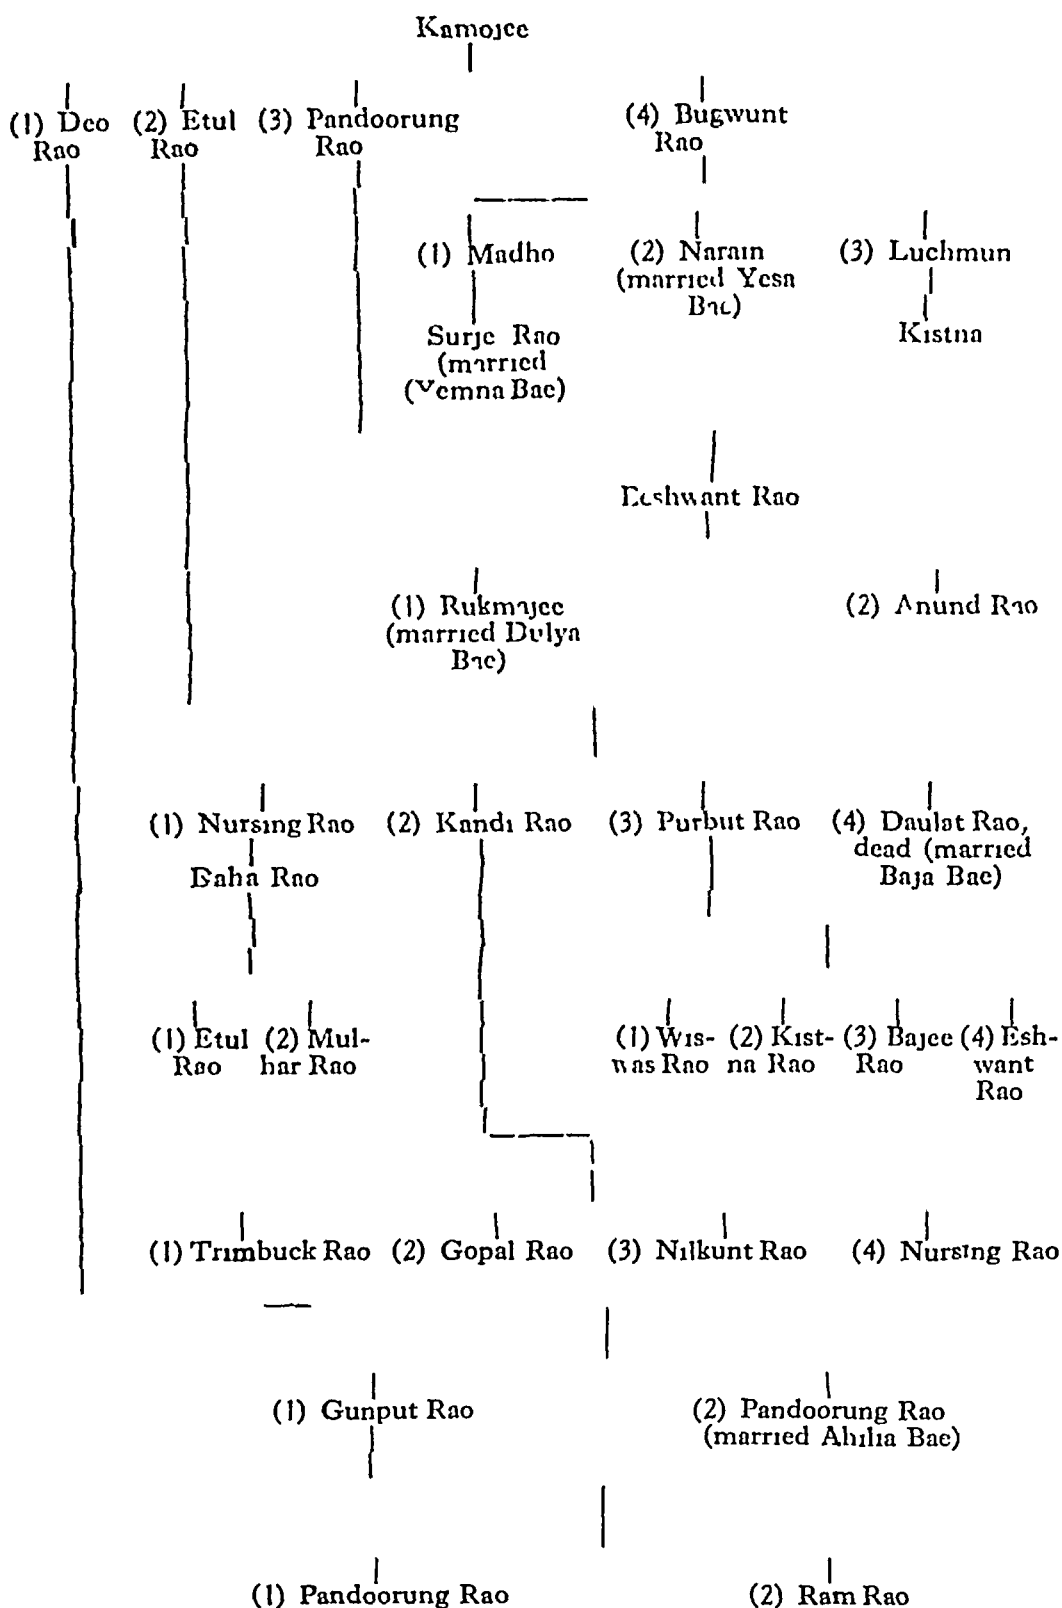 Kamojee
(1) Deo (2) Etul (3) Pandoorung (4) Bugwunt
Rao Rao Rao Rao
(1) Madho (2) Narain (3) Luchmun
(married Yesa
Bae)
Surje Rao Kistna
(married
(Yemna Bae)
Eeshwant Rao
(1) Rukmajee (2) Anund Rao
(married Dulya
Bae)
(1) Nursing Rao (2) Kandi Rao (3) Purbut Rao (4) Daulat Rao,
dead (married
Baha Rao Baja Bae)
(1) Etul (2) Mul- (1) Wis- (2) Kist- (3) Bajee (4) Esh-
Rao har Rao was Rao na Rao Rao want
Rao
(1) Trimbuck Rao (2) Gopal Rao (3) Nilkunt Rao (4) Nursing Rao
(1) Gunput Rao (2) Pandoorung Rao
(married Ahilia Bae)
(1) Pandoorung Rao (2) Ram Rao